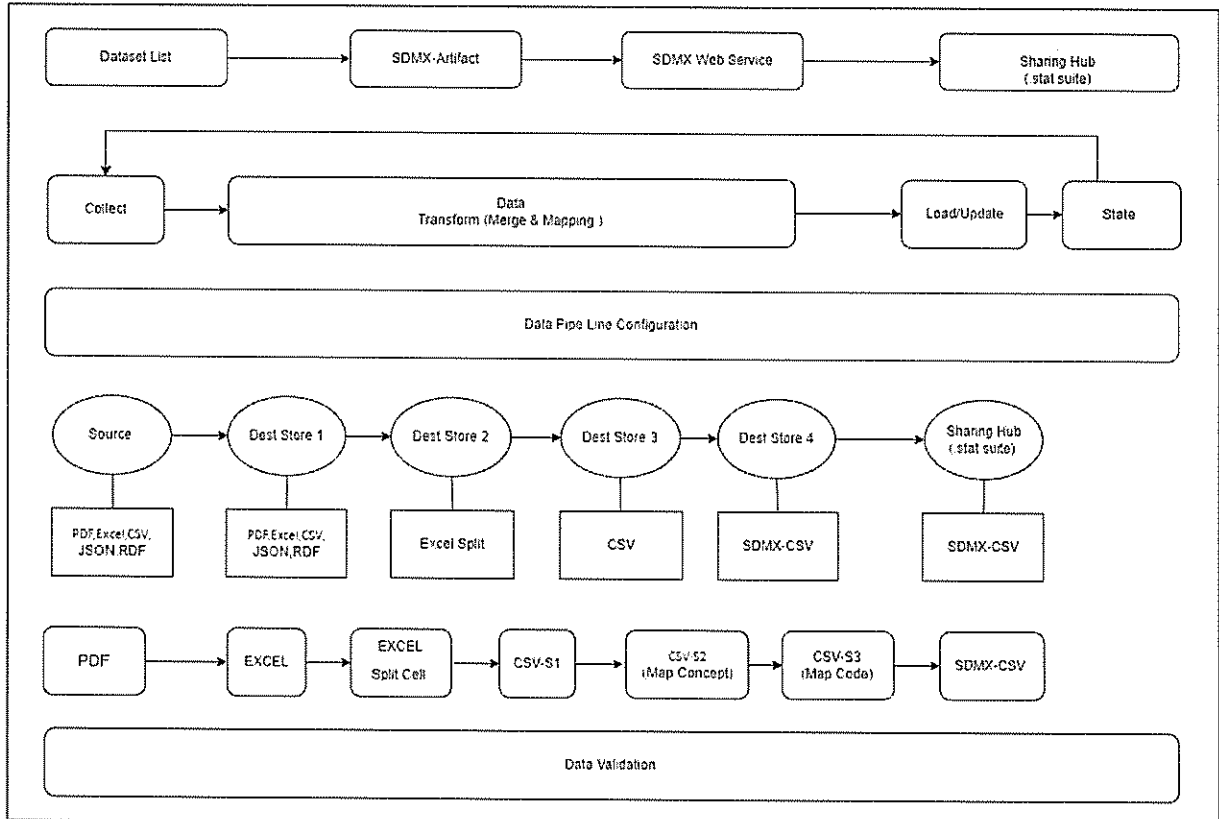 Dataset List
SDMX-Artifact
SDMX Web Service
Sharing Hub
(.stat suite)
Collect
Data
Transform (Merge & Mapping )
Load/Update
State
Data Pipe Line Configuration
Source
Dest Store 1
Dest Store 2
Dest Store 3
Dest Store 4
Sharing Hub
(.stat suite)
PDF,Excel,CSV,
JSON,RDF
PDF,Excel,CSV,
JSON,RDF
Excel Split
CSV
SDMX-CSV
SDMX-CSV
PDF
EXCEL
EXCEL
Split Cell
CSV-S1
CSV-S2
(Map Concept)
CSV-S3
(Map Code)
SDMX-CSV
Data Validation